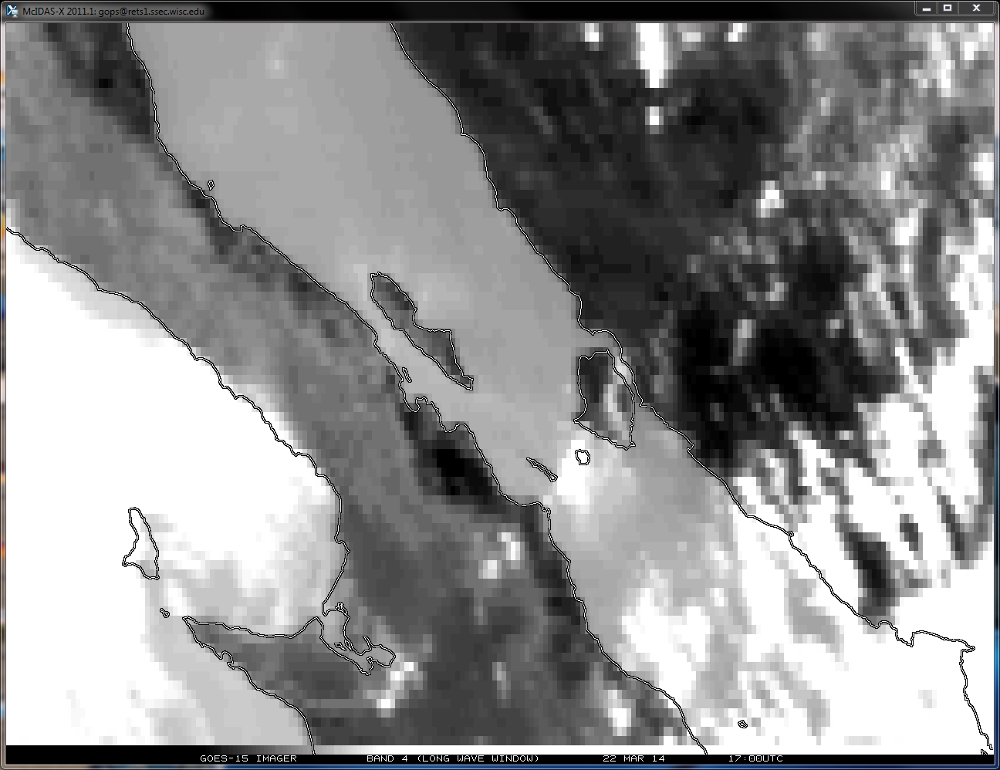 McIDAS-X 2011.1: gops@rets1.ssec.wisc.edu
GOES-15 IMAGER BAND 4 (LONG WAVE WINDOW) 22 MAR 14 17:00UTC